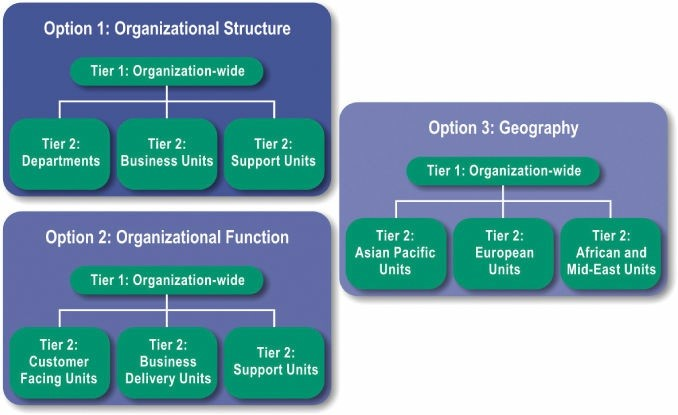 Option 1: Organizational Structure
Tier 1: Organization-wide
Tier 2:
Departments
Tier 2:
Business Units
Tier 2:
Support Units
Option 2: Organizational Function
Tier 1: Organization-wide
Tier 2:
Customer
Facing Units
Tier 2:
Business
Delivery Units
Tier 2:
Support Units
Option 3: Geography
Tier 1: Organization-wide
Tier 2:
Asian Pacific
Units
Tier 2:
European
Units
Tier 2:
African and
Mid-East Units